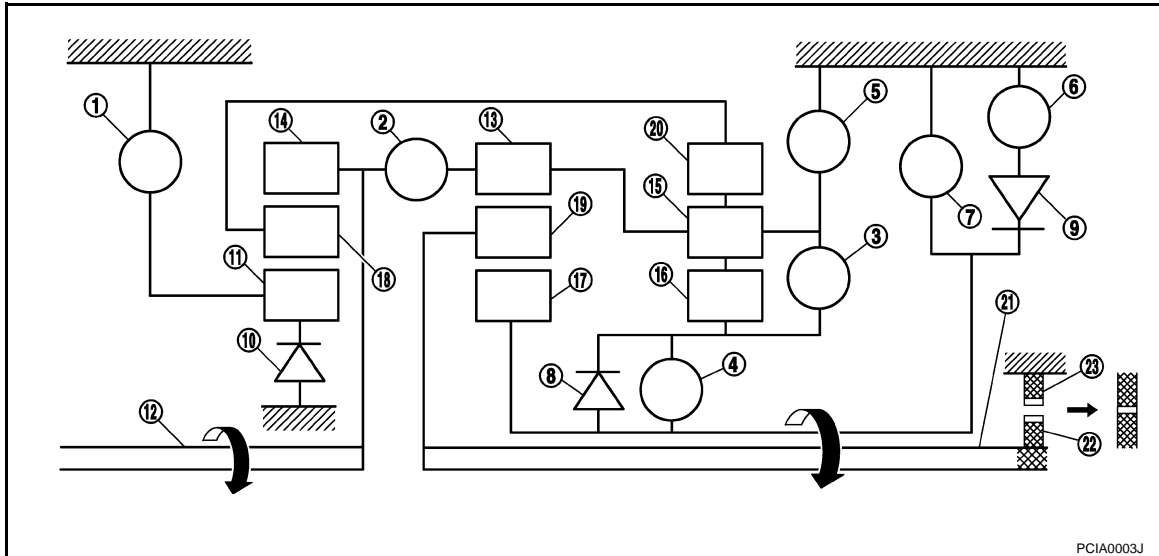 ① ⑭ ② ⑬ ⑳ ⑤ ⑥
⑮ ⑦ ⑨
⑪ ⑱ ⑲ ③
⑰ ⑯ ㉑
⑩ ⑧ ④ ㉓
⑫ ㉒
PCIA0003J